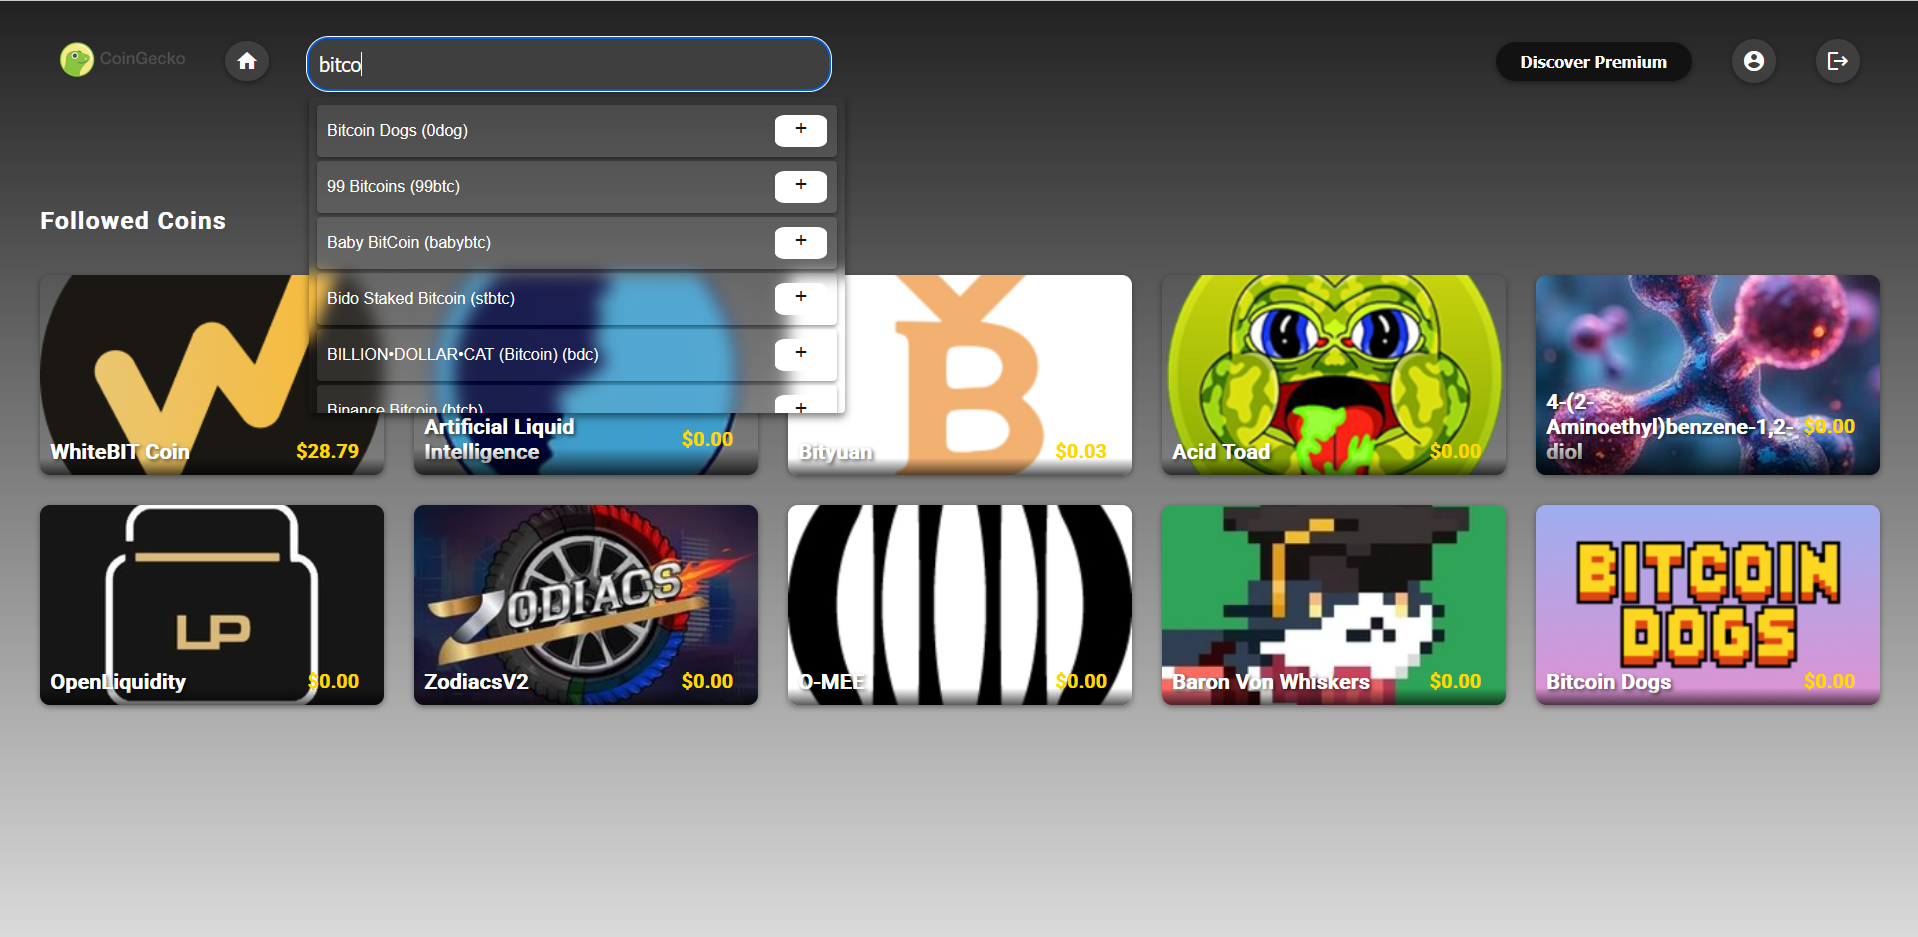 CoinGecko
bitco
Discover Premium
Bitcoin Dogs (0dog)
+
99 Bitcoins (99btc)
+
Baby BitCoin (babybtc)
+
Bido Staked Bitcoin (stbtc)
+
BILLION•DOLLAR•CAT (Bitcoin) (bdc)
+
Binance Bitcoin (btcb)
+
Followed Coins
WhiteBIT Coin
$28.79
Artificial Liquid
Intelligence
$0.00
B
Bityuan
$0.03
Acid Toad
$0.00
4-(2-
Aminoethyl)benzene-1,2-
diol
$0.00
LP
OpenLiquidity
$0.00
ZODIACS
ZodiacsV2
$0.00
O-MEE
$0.00
Baron Von Whiskers
$0.00
BITCOIN
DOGS
Bitcoin Dogs
$0.00